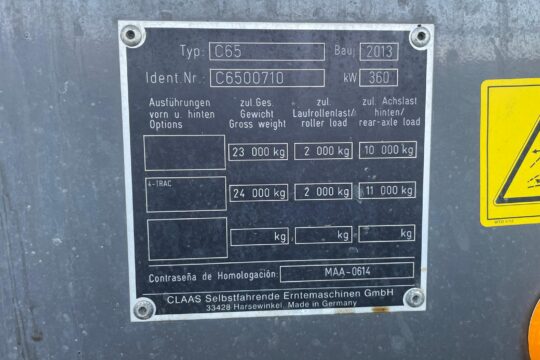 Typ: C65 Bauj. 2013
Ident.Nr.: C6500710 kW 360
Ausführungen zul. Ges. zul. zul. Achslast
vorn u. hinten Gewicht Laufrollenlast/ hinten/
Options Gross weight roller load rear-axle load
23 000 kg 2 000 kg 10 000 kg
4-TRAC
24 000 kg 2 000 kg 11 000 kg
kg kg kg
Contraseña de Homologación: MAA-0614
CLAAS Selbstfahrende Erntemaschinen GmbH
33428 Harsewinkel, Made in Germany